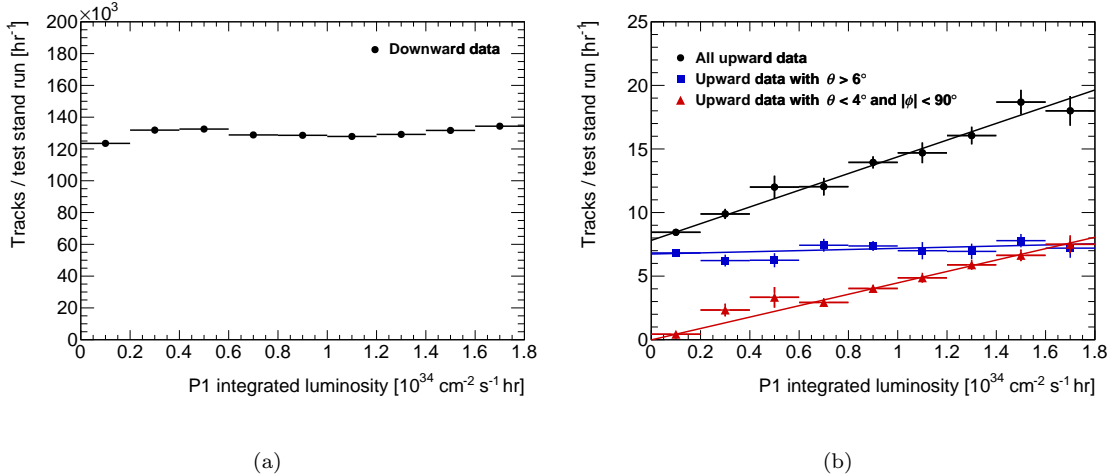 ×10³
200
180
160
140
120
100
80
60
40
20
0
Tracks / test stand run [hr⁻¹]
Downward data
0 0.2 0.4 0.6 0.8 1 1.2 1.4 1.6 1.8
P1 integrated luminosity [10³⁴ cm⁻² s⁻¹ hr]
(a)
25
20
15
10
5
0
Tracks / test stand run [hr⁻¹]
All upward data
Upward data with θ > 6°
Upward data with θ < 4° and |ϕ| < 90°
0 0.2 0.4 0.6 0.8 1 1.2 1.4 1.6 1.8
P1 integrated luminosity [10³⁴ cm⁻² s⁻¹ hr]
(b)